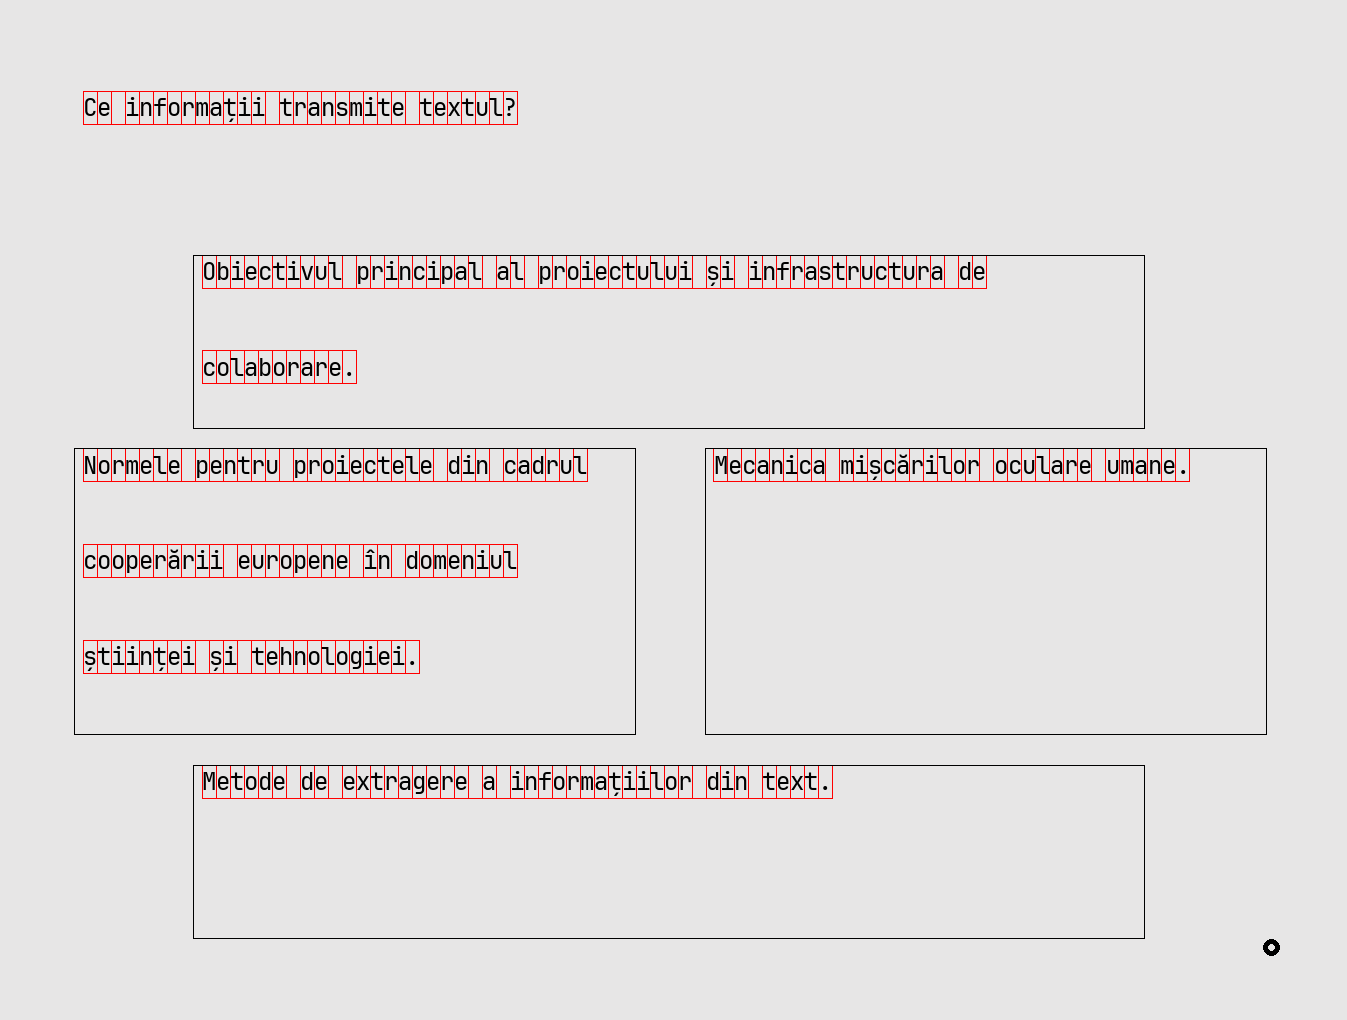 Ce informații transmite textul?
Obiectivul principal al proiectului și infrastructura de
colaborare.
Normele pentru proiectele din cadrul
cooperării europene în domeniul
științei și tehnologiei.
Mecanica mișcărilor oculare umane.
Metode de extragere a informațiilor din text.